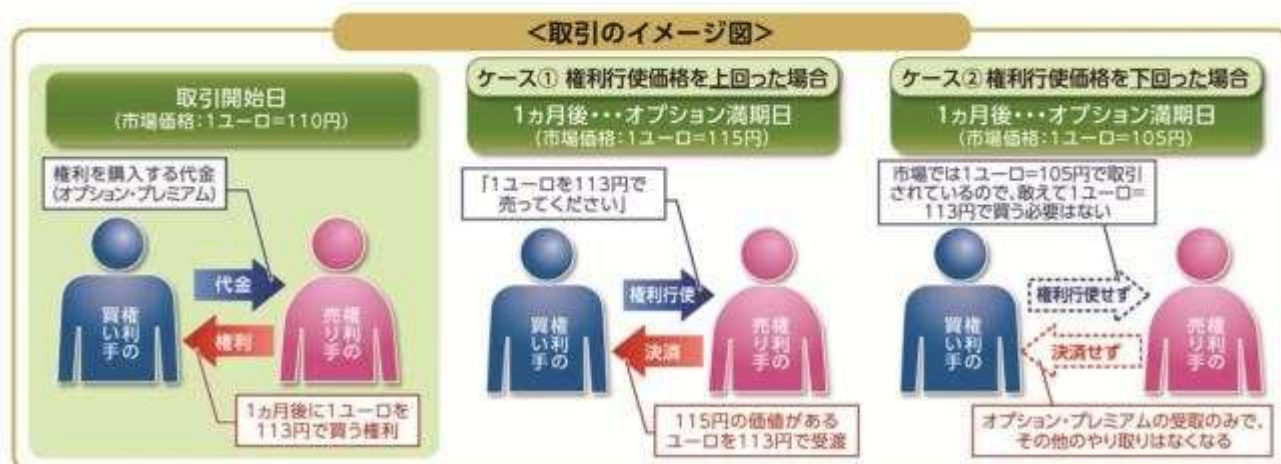 <取引のイメージ図>
取引開始日
(市場価格:1ユーロ=110円)
権利を購入する代金
(オプション・プレミアム)
代金
権利
権利の
買い手
権利の
売り手
1ヵ月後に1ユーロを
113円で買う権利
ケース① 権利行使価格を上回った場合
1ヵ月後・・・オプション満期日
(市場価格:1ユーロ=115円)
「1ユーロを113円で
売ってください」
権利行使
決済
権利の
買い手
権利の
売り手
115円の価値がある
ユーロを113円で受渡
ケース② 権利行使価格を下回った場合
1ヵ月後・・・オプション満期日
(市場価格:1ユーロ=105円)
市場では1ユーロ=105円で取引
されているので、敢えて1ユーロ=
113円で買う必要はない
権利行使せず
決済せず
権利の
買い手
権利の
売り手
オプション・プレミアムの受取のみで、
その他のやり取りはなくなる